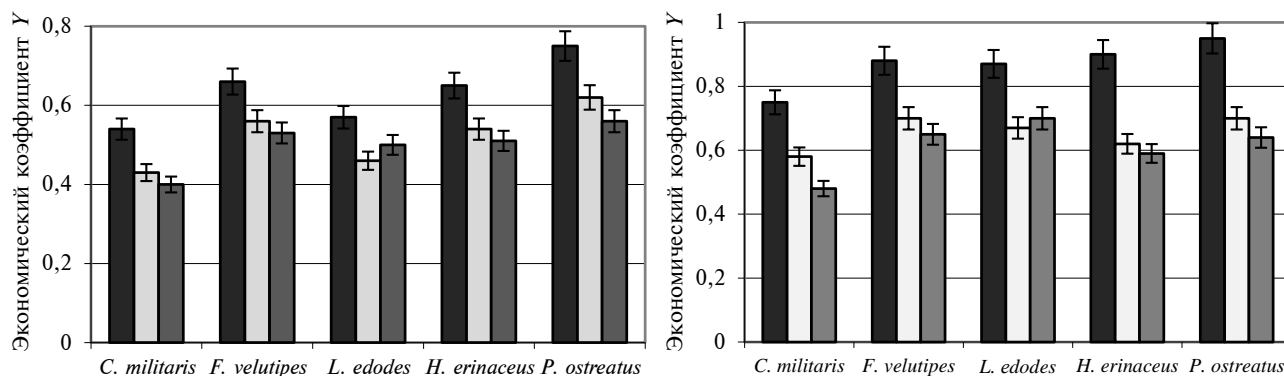 Экономический коэффициент Y
0,8
0,6
0,4
0,2
0
C. militaris F. velutipes L. edodes H. erinaceus P. ostreatus
Экономический коэффициент Y
1
0,8
0,6
0,4
0,2
0
C. militaris F. velutipes L. edodes H. erinaceus P. ostreatus